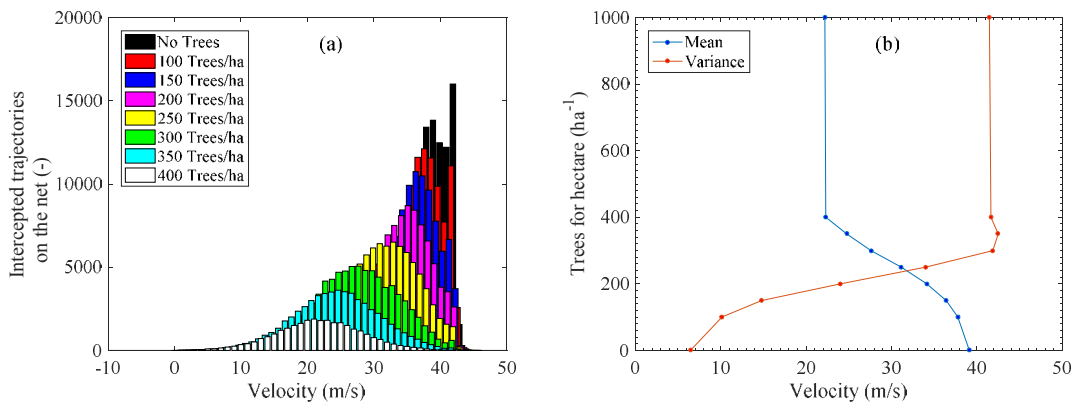 (a)
No Trees
100 Trees/ha
150 Trees/ha
200 Trees/ha
250 Trees/ha
300 Trees/ha
350 Trees/ha
400 Trees/ha
20000
15000
10000
5000
0
Intercepted trajectories
on the net (-)
-10 0 10 20 30 40 50
Velocity (m/s)
(b)
Mean
Variance
1000
800
600
400
200
0
Trees for hectare (ha⁻¹)
0 10 20 30 40 50
Velocity (m/s)